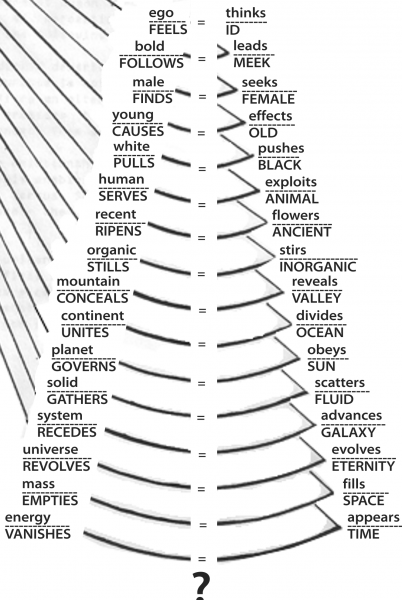 ego = thinks
FEELS ID
bold = leads
FOLLOWS MEEK
male = seeks
FINDS FEMALE
young = effects
CAUSES OLD
white = pushes
PULLS BLACK
human = exploits
SERVES ANIMAL
recent = flowers
RIPENS ANCIENT
organic = stirs
STILLS INORGANIC
mountain = reveals
CONCEALS VALLEY
continent = divides
UNITES OCEAN
planet = obeys
GOVERNS SUN
solid = scatters
GATHERS FLUID
system = advances
RECEDES GALAXY
universe = evolves
REVOLVES ETERNITY
mass = fills
EMPTIES SPACE
energy = appears
VANISHES TIME
=
?